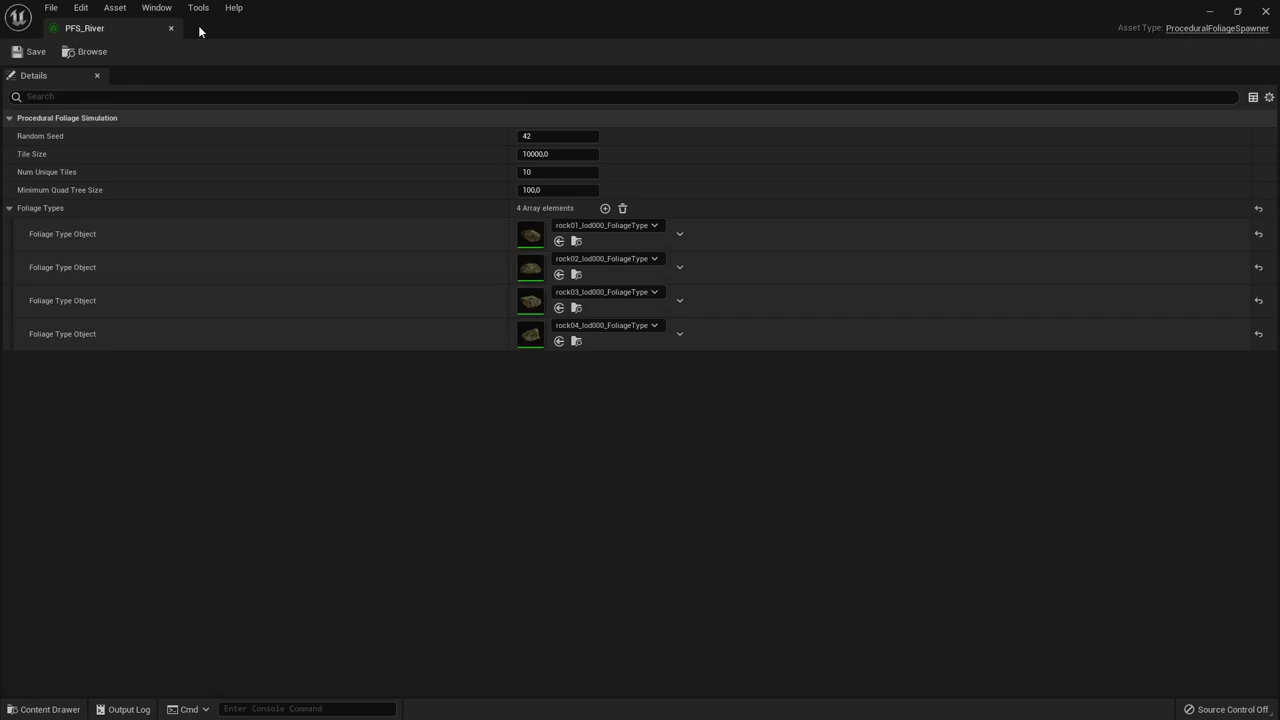 File Edit Asset Window Tools Help
PFS_River
Asset Type: ProceduralFoliageSpawner
Save Browse
Details
Search
Procedural Foliage Simulation
Random Seed 42
Tile Size 10000,0
Num Unique Tiles 10
Minimum Quad Tree Size 100,0
Foliage Types 4 Array elements
Foliage Type Object rock01_lod000_FoliageType
Foliage Type Object rock02_lod000_FoliageType
Foliage Type Object rock03_lod000_FoliageType
Foliage Type Object rock04_lod000_FoliageType
Content Drawer Output Log Cmd Enter Console Command Source Control Off